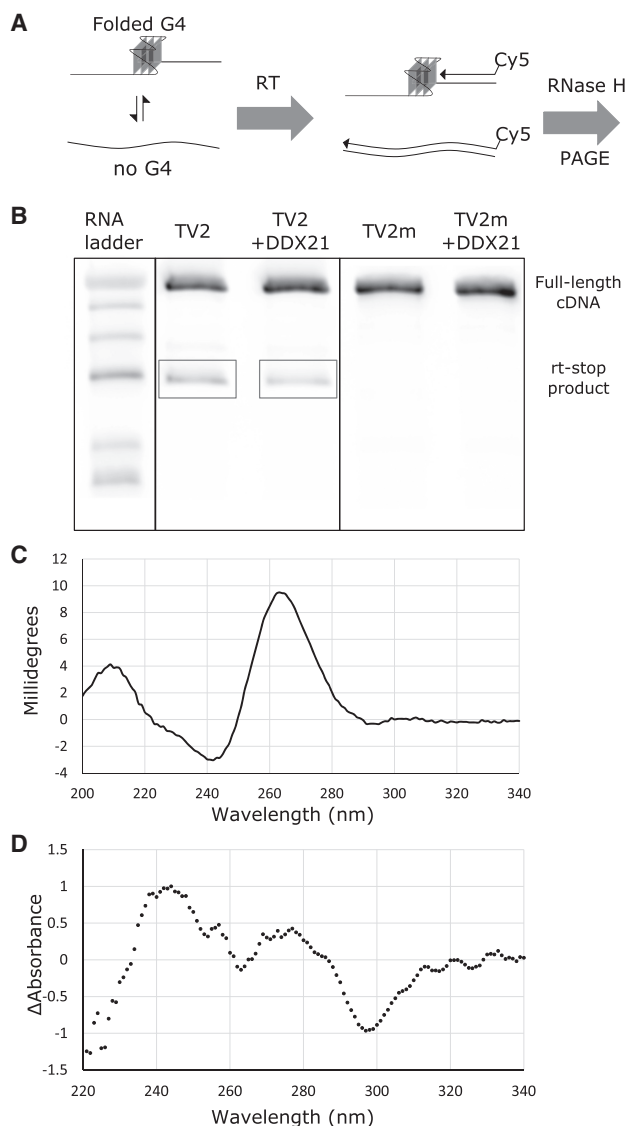 A
Folded G4
no G4
RT
Cy5
Cy5
RNase H
PAGE
B
RNA
ladder
TV2
TV2
+DDX21
TV2m
TV2m
+DDX21
Full-length
cDNA
rt-stop
product
C
12
10
8
6
4
2
0
-2
-4
Millidegrees
200 220 240 260 280 300 320 340
Wavelength (nm)
D
1.5
1
0.5
0
-0.5
-1
-1.5
ΔAbsorbance
220 240 260 280 300 320 340
Wavelength (nm)